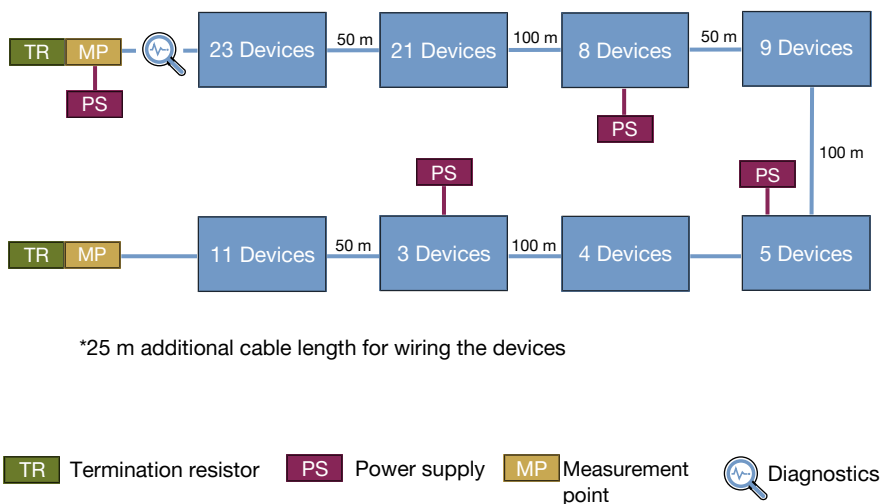 TR MP 23 Devices 50 m 21 Devices 100 m 8 Devices 50 m 9 Devices
PS
PS
100 m
PS
PS
TR MP 11 Devices 50 m 3 Devices 100 m 4 Devices 5 Devices
*25 m additional cable length for wiring the devices
TR Termination resistor PS Power supply MP Measurement
point
Diagnostics